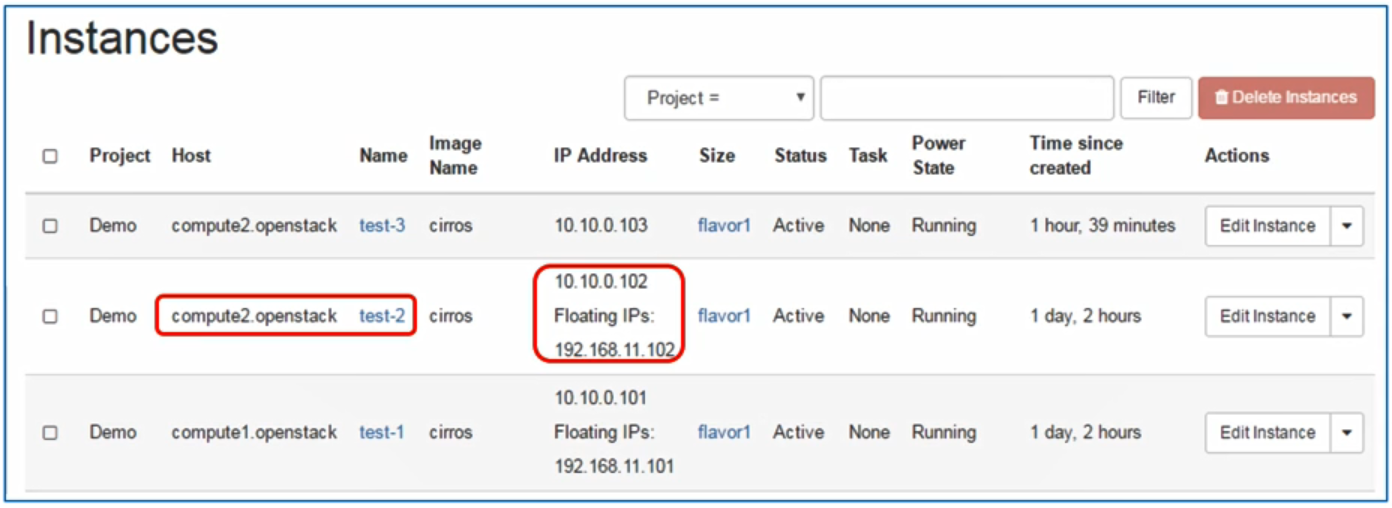 Instances
Project = Filter Delete Instances
Project Host Name Image Name IP Address Size Status Task Power State Time since created Actions
Demo compute2.openstack test-3 cirros 10.10.0.103 flavor1 Active None Running 1 hour, 39 minutes Edit Instance
10.10.0.102
Demo compute2.openstack test-2 cirros Floating IPs: flavor1 Active None Running 1 day, 2 hours Edit Instance
192.168.11.102
10.10.0.101
Demo compute1.openstack test-1 cirros Floating IPs: flavor1 Active None Running 1 day, 2 hours Edit Instance
192.168.11.101